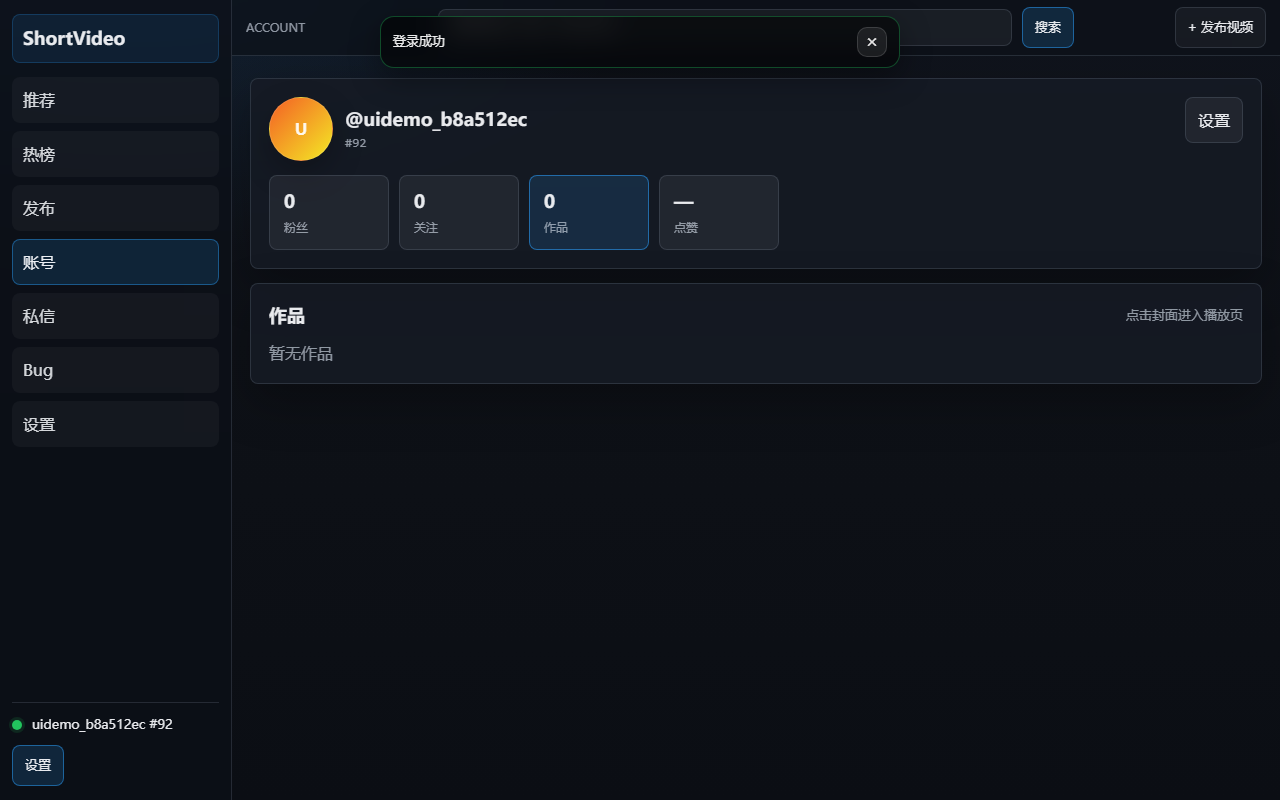 ShortVideo
推荐
热榜
发布
账号
私信
Bug
设置
uidemo_b8a512ec #92
设置
ACCOUNT
搜索
+ 发布视频
登录成功
✕
U
@uidemo_b8a512ec
#92
设置
0
粉丝
0
关注
0
作品
—
点赞
作品
点击封面进入播放页
暂无作品